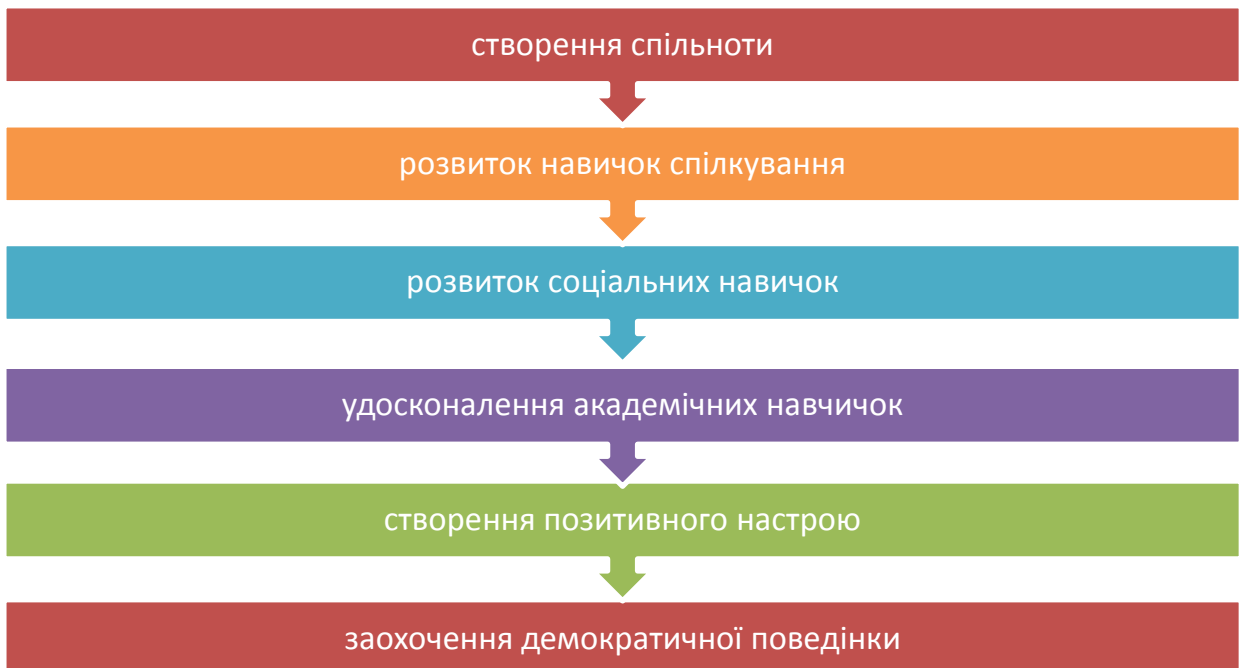 створення спільноти
розвиток навичок спілкування
розвиток соціальних навичок
удосконалення академічних навчичок
створення позитивного настрою
заохочення демократичної поведінки